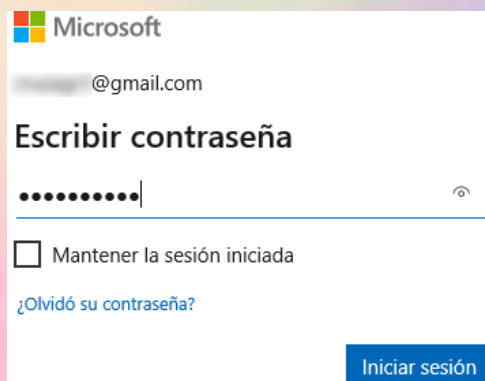 Microsoft
@gmail.com
Escribir contraseña
Mantener la sesión iniciada
¿Olvidó su contraseña?
Iniciar sesión